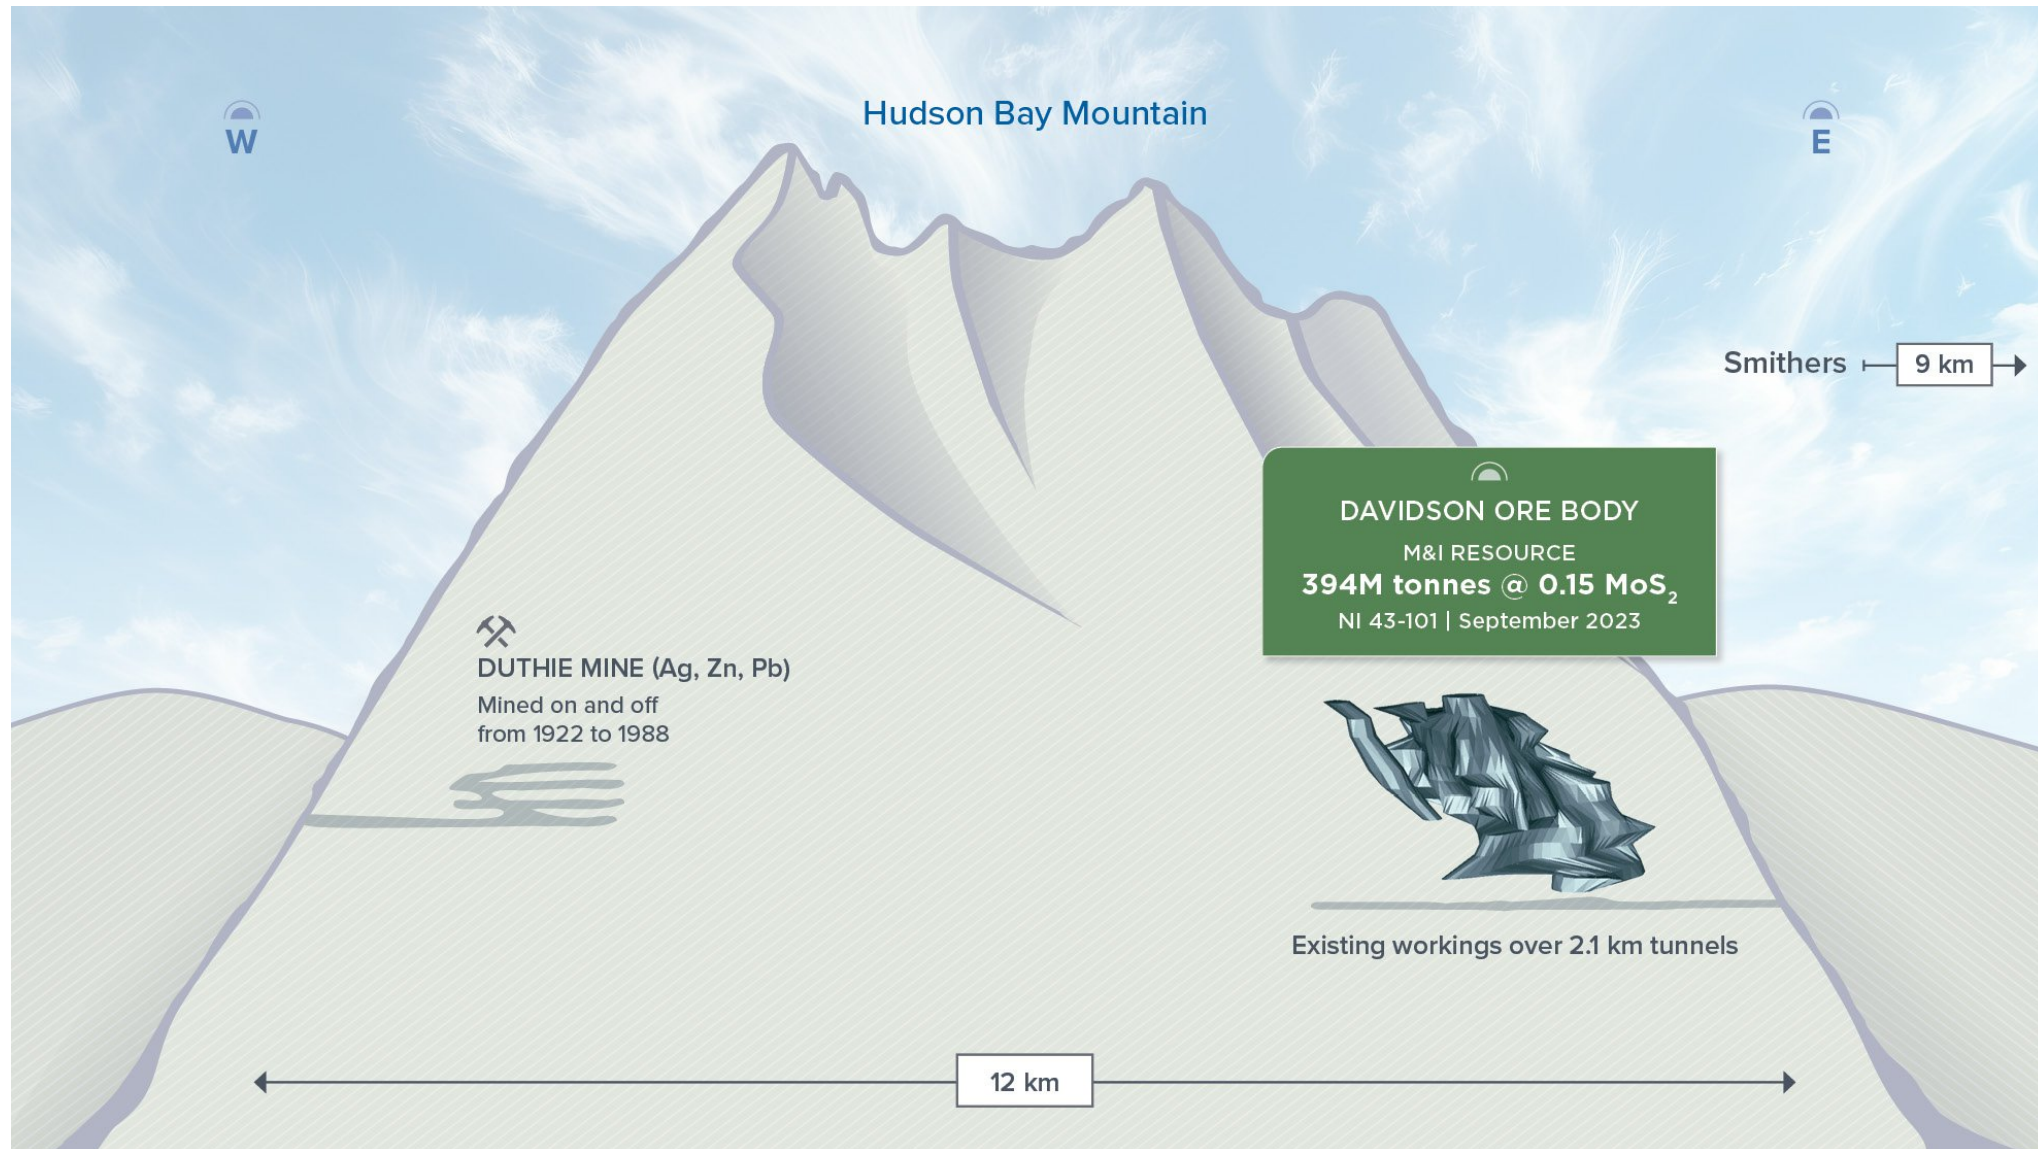 Hudson Bay Mountain
W
E
Smithers
9 km
DAVIDSON ORE BODY
M&I RESOURCE
394M tonnes @ 0.15 MoS₂
NI 43-101 | September 2023
DUTHIE MINE (Ag, Zn, Pb)
Mined on and off
from 1922 to 1988
Existing workings over 2.1 km tunnels
12 km